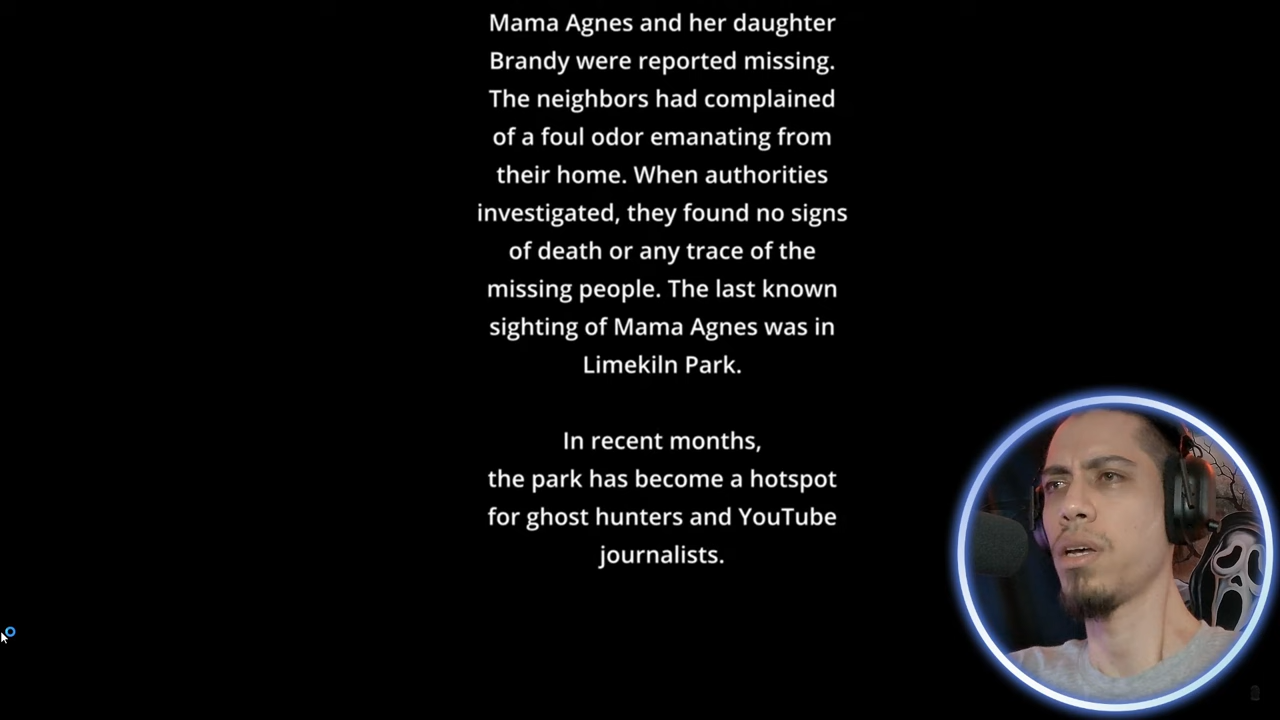 Mama Agnes and her daughter
Brandy were reported missing.
The neighbors had complained
of a foul odor emanating from
their home. When authorities
investigated, they found no signs
of death or any trace of the
missing people. The last known
sighting of Mama Agnes was in
Limekiln Park.
In recent months,
the park has become a hotspot
for ghost hunters and YouTube
journalists.